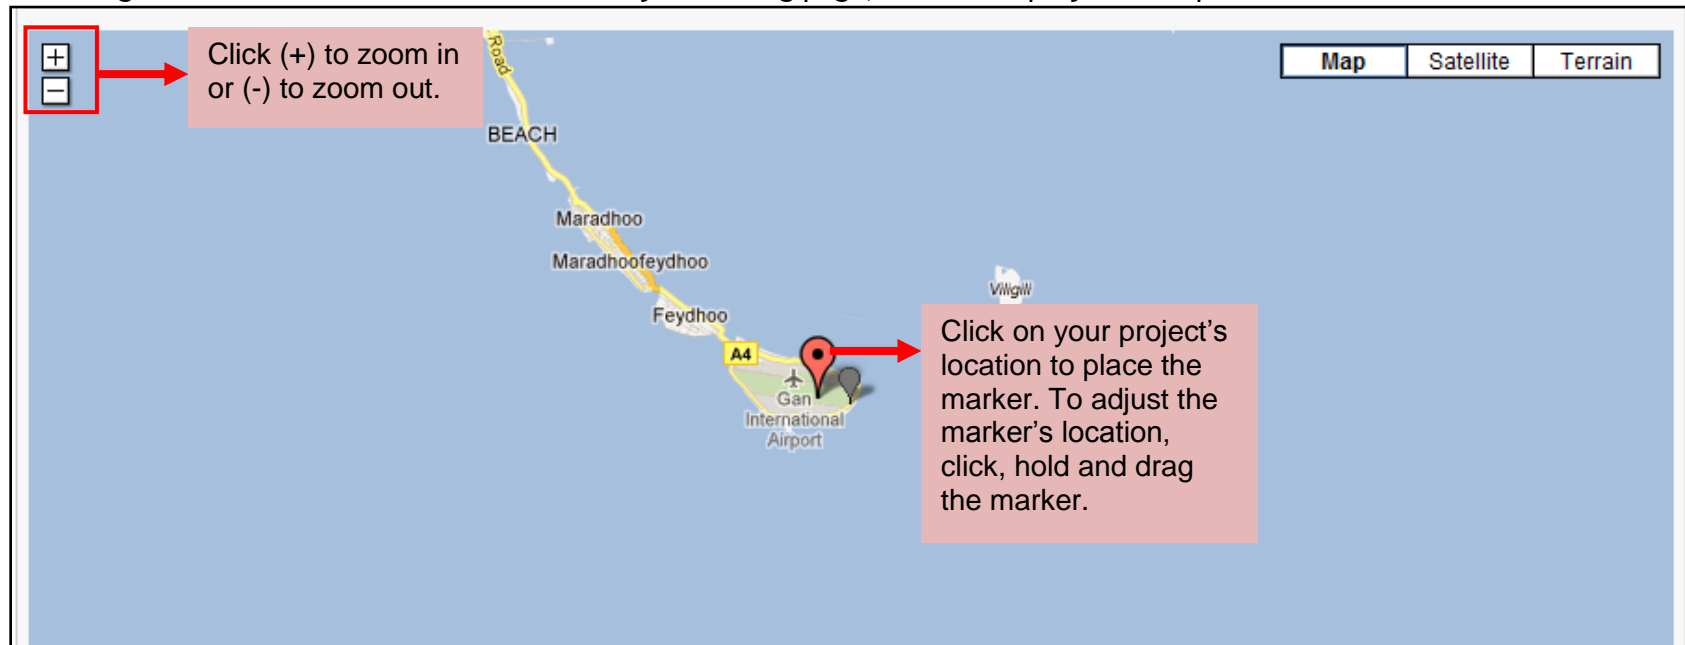 Click (+) to zoom in
or (-) to zoom out.
Road
Map
Satellite
Terrain
BEACH
Maradhoo
Maradhoofeydhoo
Viligili
Feydhoo
A4
Gan
International
Airport
Click on your project's
location to place the
marker. To adjust the
marker's location,
click, hold and drag
the marker.